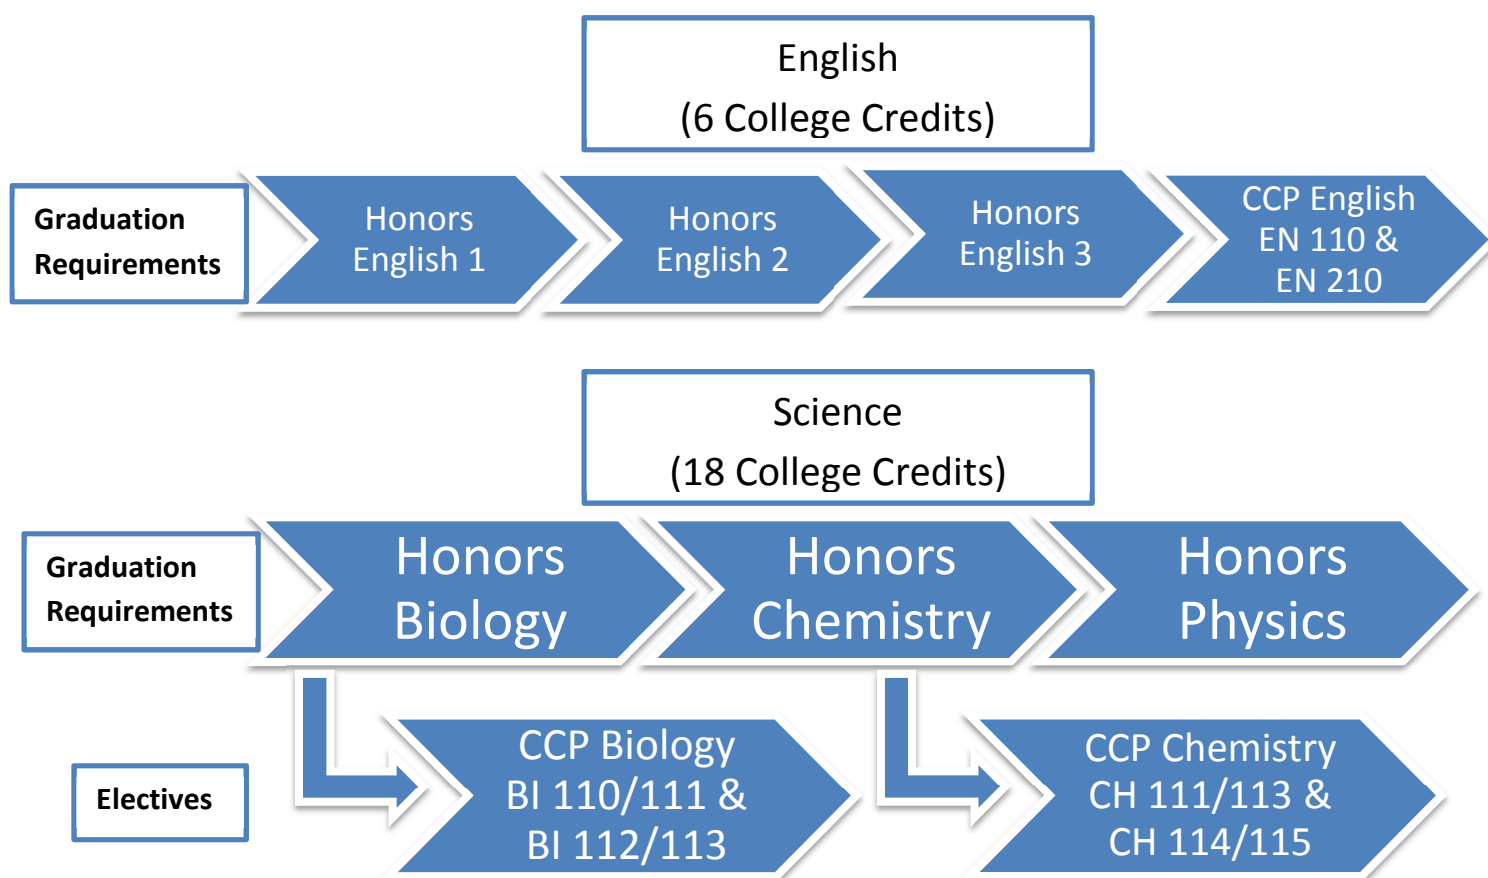 English
(6 College Credits)
Graduation
Requirements
Honors
English 1
Honors
English 2
Honors
English 3
CCP English
EN 110 &
EN 210
Science
(18 College Credits)
Graduation
Requirements
Honors
Biology
Honors
Chemistry
Honors
Physics
Electives
CCP Biology
BI 110/111 &
BI 112/113
CCP Chemistry
CH 111/113 &
CH 114/115